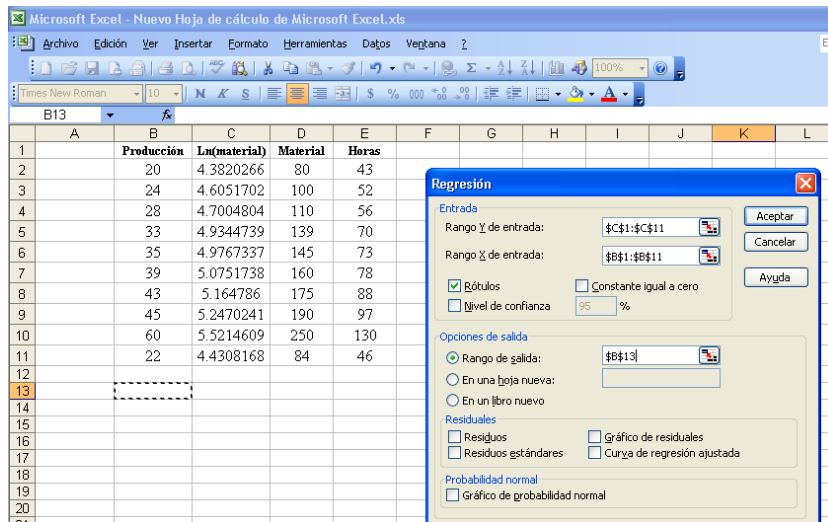 Microsoft Excel - Nuevo Hoja de cálculo de Microsoft Excel.xls
Archivo Edición Ver Insertar Formato Herramientas Datos Ventana ?
Σ 100%
Times New Roman 10 N K S $ % 000
B13 fx
A B C D E F G H I J K L
1 Producción Ln(material) Material Horas
2 20 4.3820266 80 43
3 24 4.6051702 100 52
4 28 4.7004804 110 56
5 33 4.9344739 139 70
6 35 4.9767337 145 73
7 39 5.0751738 160 78
8 43 5.164786 175 88
9 45 5.2470241 190 97
10 60 5.5214609 250 130
11 22 4.4308168 84 46
12
13
14
15
16
17
18
19
20
Regresión
Entrada
Rango Y de entrada: $C$1:$C$11
Rango X de entrada: $B$1:$B$11
Rótulos Constante igual a cero
Nivel de confianza 95 %
Aceptar
Cancelar
Ayuda
Opciones de salida
Rango de salida: $B$13
En una hoja nueva:
En un libro nuevo
Residuales
Residuos Gráfico de residuales
Residuos estándares Curva de regresión ajustada
Probabilidad normal
Gráfico de probabilidad normal